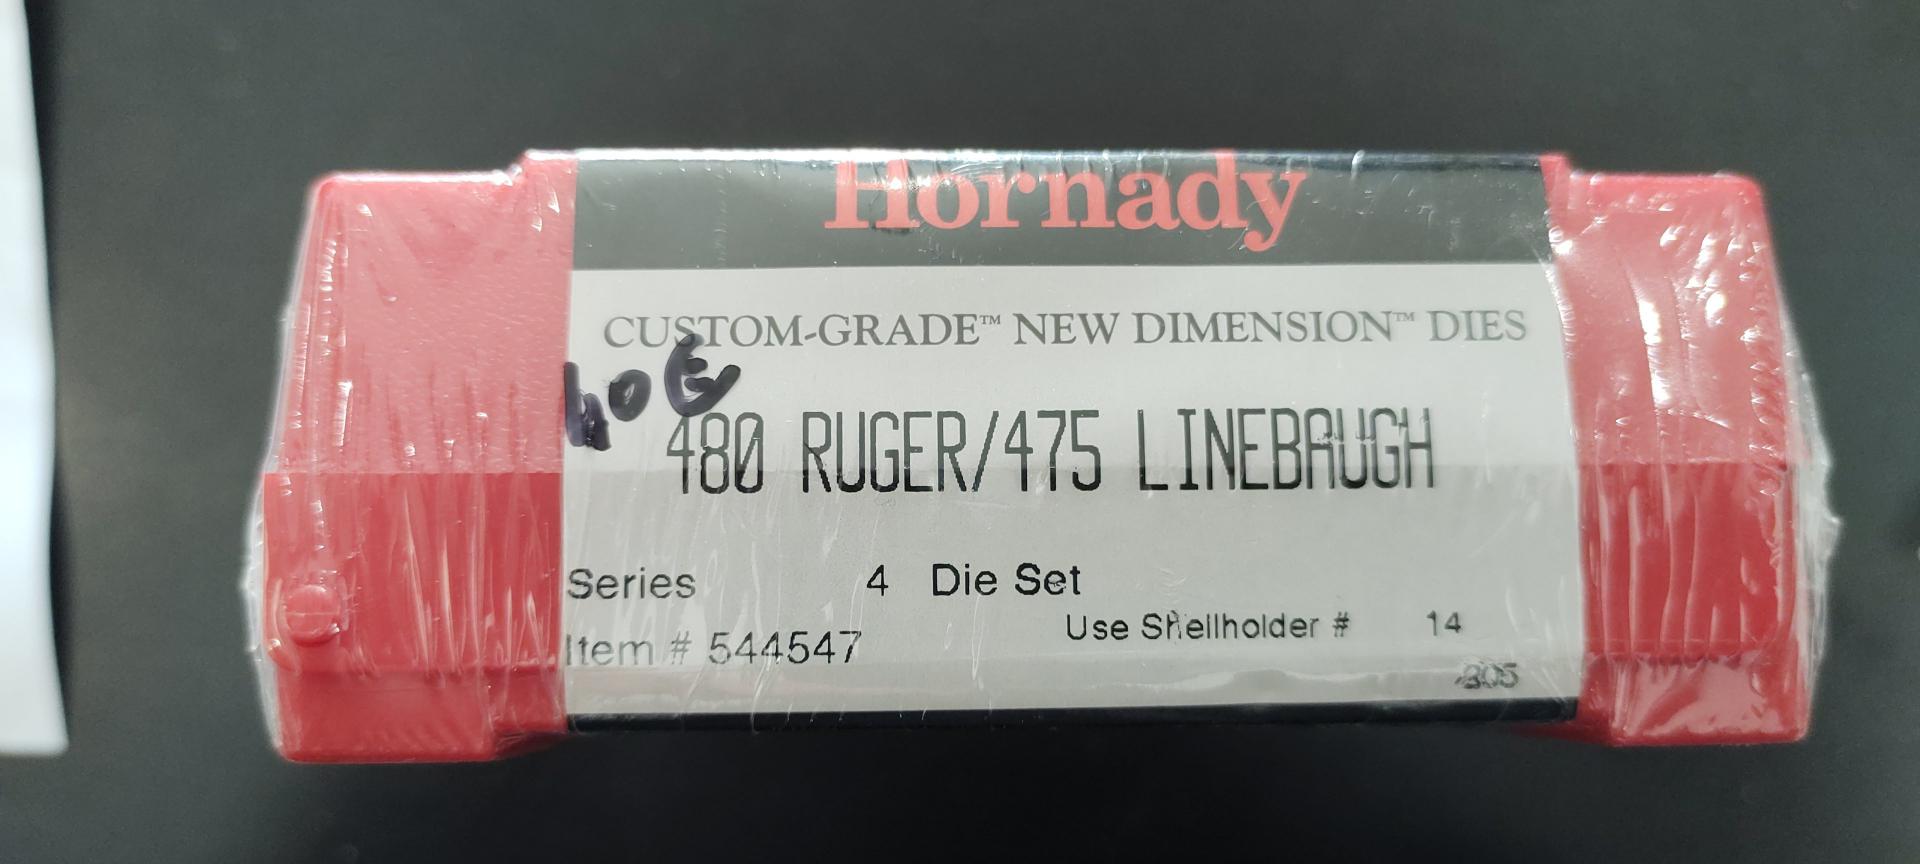 Hornady
CUSTOM-GRADE™ NEW DIMENSION™ DIES
40€
480 RUGER/475 LINEBAUGH
Series 4 Die Set
Use Shellholder # 14
Item # 544547
305